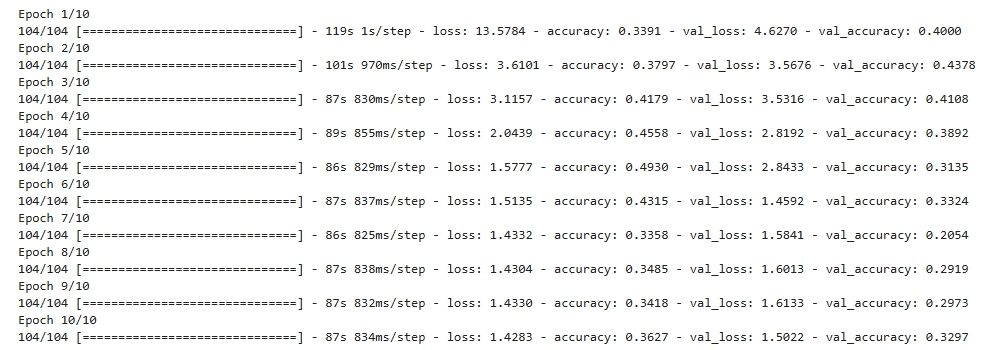 Epoch 1/10
104/104 [==============================] - 119s 1s/step - loss: 13.5784 - accuracy: 0.3391 - val_loss: 4.6270 - val_accuracy: 0.4000
Epoch 2/10
104/104 [==============================] - 101s 970ms/step - loss: 3.6101 - accuracy: 0.3797 - val_loss: 3.5676 - val_accuracy: 0.4378
Epoch 3/10
104/104 [==============================] - 87s 830ms/step - loss: 3.1157 - accuracy: 0.4179 - val_loss: 3.5316 - val_accuracy: 0.4108
Epoch 4/10
104/104 [==============================] - 89s 855ms/step - loss: 2.0439 - accuracy: 0.4558 - val_loss: 2.8192 - val_accuracy: 0.3892
Epoch 5/10
104/104 [==============================] - 86s 829ms/step - loss: 1.5777 - accuracy: 0.4930 - val_loss: 2.8433 - val_accuracy: 0.3135
Epoch 6/10
104/104 [==============================] - 87s 837ms/step - loss: 1.5135 - accuracy: 0.4315 - val_loss: 1.4592 - val_accuracy: 0.3324
Epoch 7/10
104/104 [==============================] - 86s 825ms/step - loss: 1.4332 - accuracy: 0.3358 - val_loss: 1.5841 - val_accuracy: 0.2054
Epoch 8/10
104/104 [==============================] - 87s 838ms/step - loss: 1.4304 - accuracy: 0.3485 - val_loss: 1.6013 - val_accuracy: 0.2919
Epoch 9/10
104/104 [==============================] - 87s 832ms/step - loss: 1.4330 - accuracy: 0.3418 - val_loss: 1.6133 - val_accuracy: 0.2973
Epoch 10/10
104/104 [==============================] - 87s 834ms/step - loss: 1.4283 - accuracy: 0.3627 - val_loss: 1.5022 - val_accuracy: 0.3297